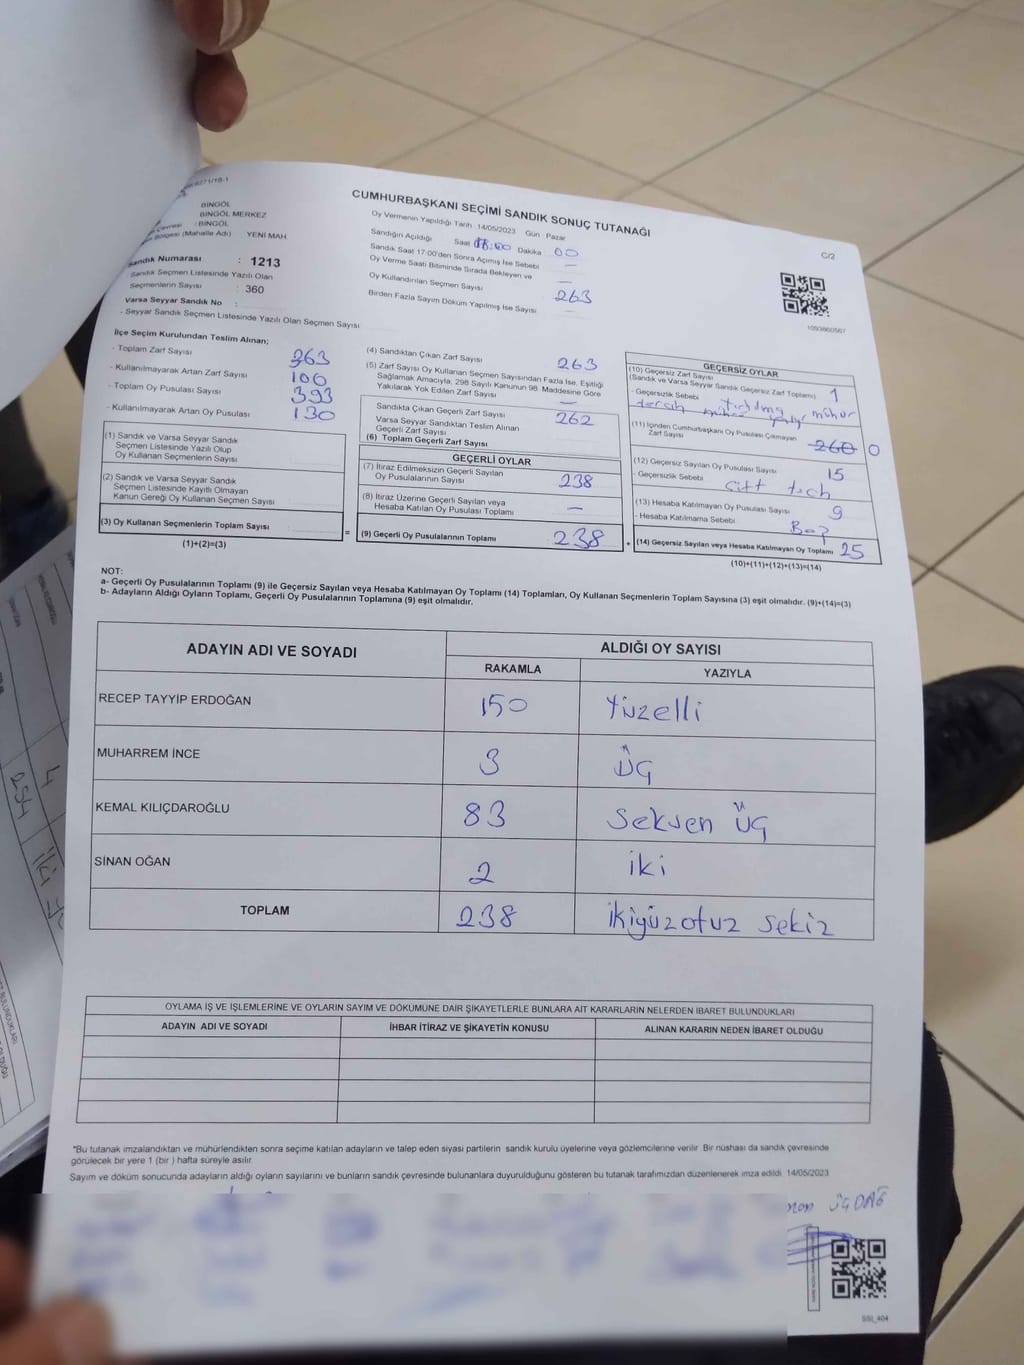 BİNGÖL
BİNGÖL MERKEZ
BİNGÖL
(Mahalle Adı) YENİ MAH
Sandık Numarası : 1213
Sandık Seçmen Listesinde Yazılı Olan
Seçmenlerin Sayısı : 360
Varsa Seyyar Sandık No :
- Seyyar Sandık Seçmen Listesinde Yazılı Olan Seçmen Sayısı
CUMHURBAŞKANI SEÇİMİ SANDIK SONUÇ TUTANAĞI
Oy Vermenin Yapıldığı Tarih 14/05/2023 Gün Pazar
Sandığın Açıldığı Saat 18:00 Dakika 00
Sandık Saat 17:00'den Sonra Açılmış İse Sebebi —
Oy Verme Saati Bitiminde Sırada Bekleyen ve
Oy Kullandırılan Seçmen Sayısı —
Birden Fazla Sayım Döküm Yapılmış İse Sayısı 263
C/2
1093860567
İlçe Seçim Kurulundan Teslim Alınan;
- Toplam Zarf Sayısı 363
- Kullanılmayarak Artan Zarf Sayısı 100
- Toplam Oy Pusulası Sayısı 393
- Kullanılmayarak Artan Oy Pusulası 130
(1) Sandık ve Varsa Seyyar Sandık
Seçmen Listesinde Yazılı Olup
Oy Kullanan Seçmenlerin Sayısı
(2) Sandık ve Varsa Seyyar Sandık
Seçmen Listesinde Kayıtlı Olmayan
Kanun Gereği Oy Kullanan Seçmen Sayısı
(3) Oy Kullanan Seçmenlerin Toplam Sayısı
(1)+(2)=(3)
(4) Sandıktan Çıkan Zarf Sayısı 263
(5) Zarf Sayısı Oy Kullanan Seçmen Sayısından Fazla İse, Eşitliği
Sağlamak Amacıyla, 298 Sayılı Kanunun 98. Maddesine Göre
Yakılarak Yok Edilen Zarf Sayısı —
Sandıkta Çıkan Geçerli Zarf Sayısı 262
Varsa Seyyar Sandıktan Teslim Alınan
Geçerli Zarf Sayısı
(6) Toplam Geçerli Zarf Sayısı
GEÇERLİ OYLAR
(7) İtiraz Edilmeksizin Geçerli Sayılan
Oy Pusulalarının Sayısı 238
(8) İtiraz Üzerine Geçerli Sayılan veya
Hesaba Katılan Oy Pusulası Toplamı —
= (9) Geçerli Oy Pusulalarının Toplamı 238 +
GEÇERSİZ OYLAR
(10) Geçersiz Zarf Sayısı
(Sandık ve Varsa Seyyar Sandık Geçersiz Zarf Toplamı) 1
- Geçersizlik Sebebi
mühür
(11) İçinden Cumhurbaşkanı Oy Pusulası Çıkmayan
Zarf Sayısı 260 0
(12) Geçersiz Sayılan Oy Pusulası Sayısı 15
- Geçersizlik Sebebi çift
(13) Hesaba Katılmayan Oy Pusulası Sayısı 9
- Hesaba Katılmama Sebebi Boş
(14) Geçersiz Sayılan veya Hesaba Katılmayan Oy Toplamı 25
(10)+(11)+(12)+(13)=(14)
NOT:
a- Geçerli Oy Pusulalarının Toplamı (9) ile Geçersiz Sayılan veya Hesaba Katılmayan Oy Toplamı (14) Toplamları, Oy Kullanan Seçmenlerin Toplam Sayısına (3) eşit olmalıdır. (9)+(14)=(3)
b- Adayların Aldığı Oyların Toplamı, Geçerli Oy Pusulalarının Toplamına (9) eşit olmalıdır.
ADAYIN ADI VE SOYADI ALDIĞI OY SAYISI
RAKAMLA YAZIYLA
RECEP TAYYİP ERDOĞAN 150 Yüzelli
MUHARREM İNCE 3 Üç
KEMAL KILIÇDAROĞLU 83 Seksen üç
SİNAN OĞAN 2 iki
TOPLAM 238 ikiyüzotuz sekiz
OYLAMA İŞ VE İŞLEMLERİNE VE OYLARIN SAYIM VE DÖKÜMÜNE DAİR ŞİKAYETLERLE BUNLARA AİT KARARLARIN NELERDEN İBARET BULUNDUKLARI
ADAYIN ADI VE SOYADI İHBAR İTİRAZ VE ŞİKAYETİN KONUSU ALINAN KARARIN NEDEN İBARET OLDUĞU
*Bu tutanak imzalandıktan ve mühürlendikten sonra seçime katılan adayların ve talep eden siyasi partilerin sandık kurulu üyelerine veya gözlemcilerine verilir. Bir nüshası da sandık çevresinde
görülecek bir yere 1 (bir) hafta süreyle asılır.
Sayım ve döküm sonucunda adayların aldığı oyların sayılarını ve bunların sandık çevresinde bulunanlara duyurulduğunu gösteren bu tutanak tarafımızdan düzenlenerek imza edildi. 14/05/2023
ÜÇDAĞ
SSI_404